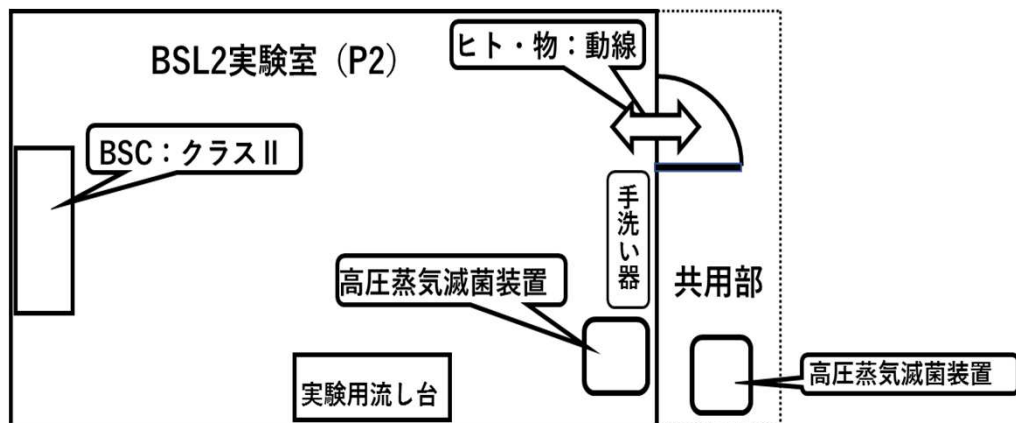 BSL2実験室（P2）
ヒト・物：動線
BSC：クラスⅡ
手洗い器
高圧蒸気滅菌装置
共用部
実験用流し台
高圧蒸気滅菌装置